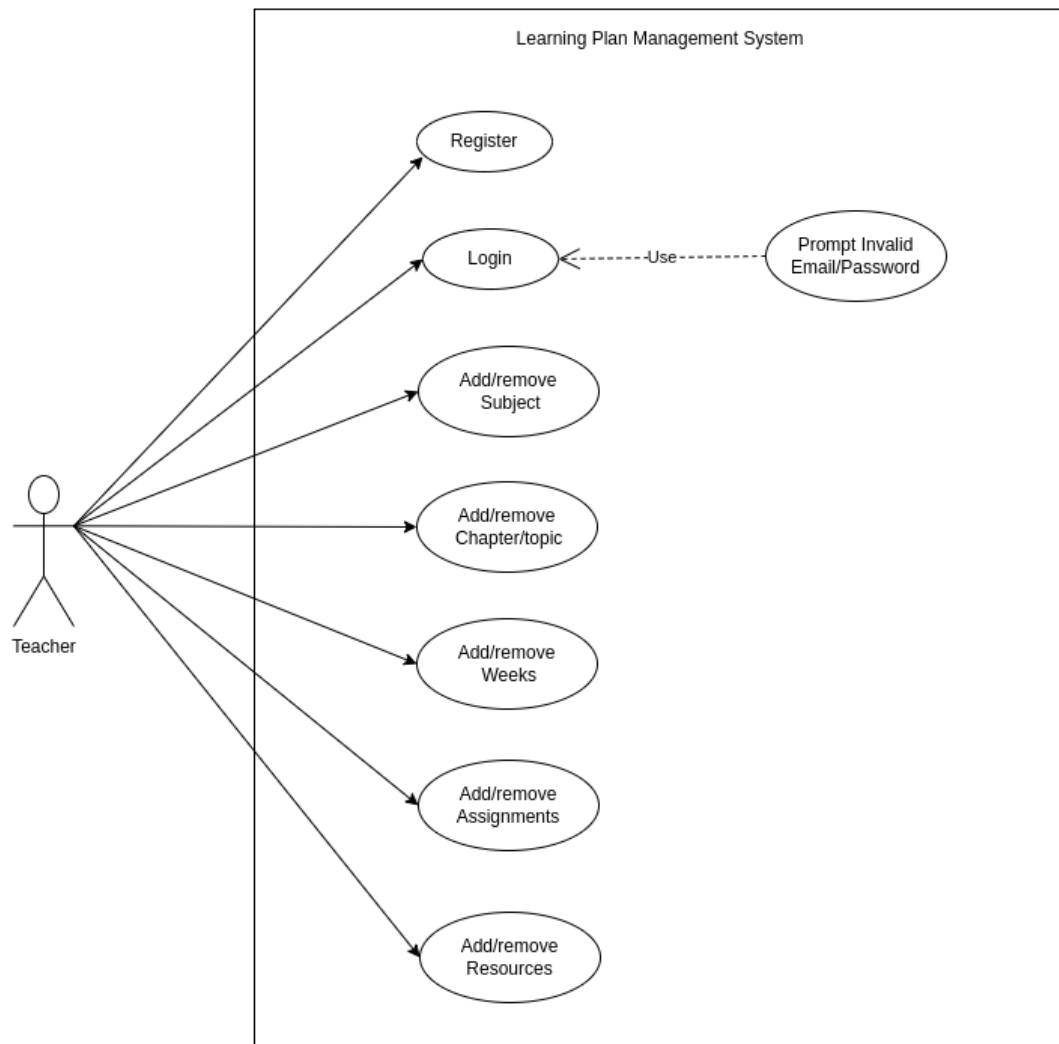 Learning Plan Management System
Register
Login
Use
Prompt Invalid
Email/Password
Add/remove
Subject
Add/remove
Chapter/topic
Teacher
Add/remove
Weeks
Add/remove
Assignments
Add/remove
Resources